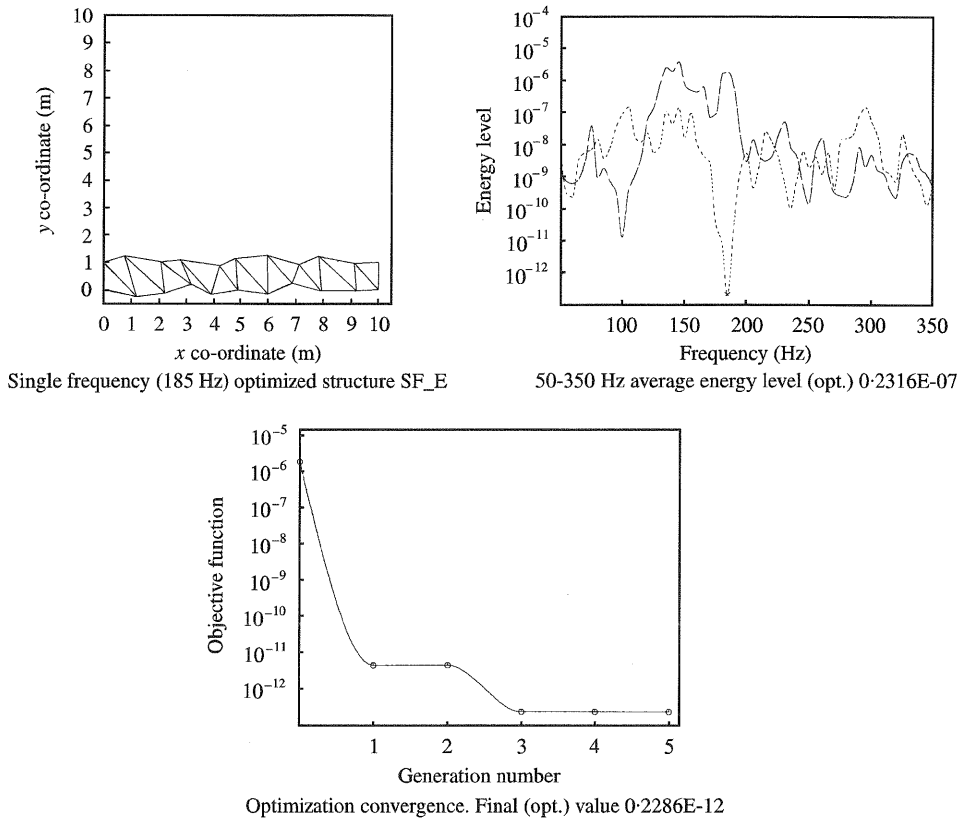 10
9
8
7
6
5
4
3
2
1
0
y co-ordinate (m)
0 1 2 3 4 5 6 7 8 9 10
x co-ordinate (m)
Single frequency (185 Hz) optimized structure SF_E
10⁻⁴
10⁻⁵
10⁻⁶
10⁻⁷
10⁻⁸
10⁻⁹
10⁻¹⁰
10⁻¹¹
10⁻¹²
Energy level
100 150 200 250 300 350
Frequency (Hz)
50-350 Hz average energy level (opt.) 0·2316E-07
10⁻⁵
10⁻⁶
10⁻⁷
10⁻⁸
10⁻⁹
10⁻¹⁰
10⁻¹¹
10⁻¹²
Objective function
1 2 3 4 5
Generation number
Optimization convergence. Final (opt.) value 0·2286E-12